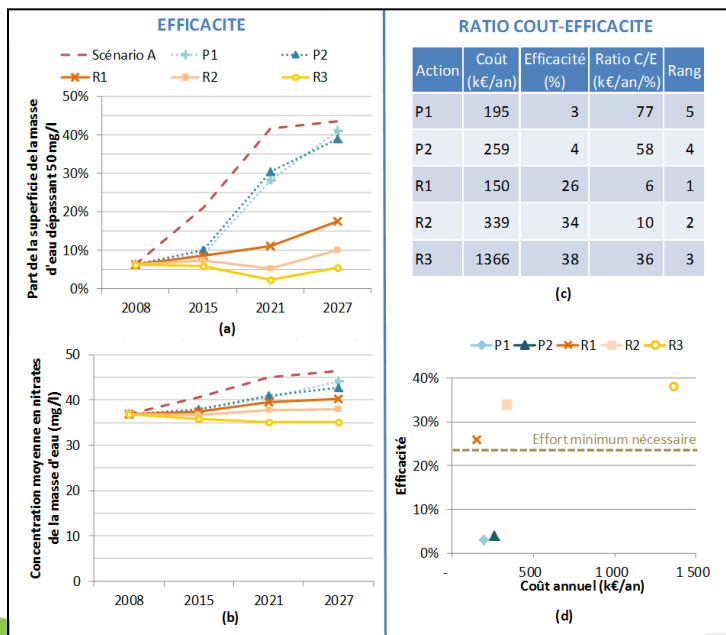 EFFICACITE
Scénario A P1 P2
R1 R2 R3
Part de la superficie de la masse
d'eau dépassant 50mg/l
50%
40%
30%
20%
10%
0%
2008 2015 2021 2027
(a)
Concentration moyenne en nitrates
de la masse d'eau (mg/l)
50
40
30
20
10
0
2008 2015 2021 2027
(b)
RATIO COUT-EFFICACITE
Action Coût (k€/an) Efficacité (%) Ratio C/E (k€/an/%) Rang
P1 195 3 77 5
P2 259 4 58 4
R1 150 26 6 1
R2 339 34 10 2
R3 1366 38 36 3
(c)
P1 P2 R1 R2 R3
Efficacité
40%
30%
20%
10%
0%
Effort minimum nécessaire
- 500 1 000 1 500
Coût annuel (k€/an)
(d)